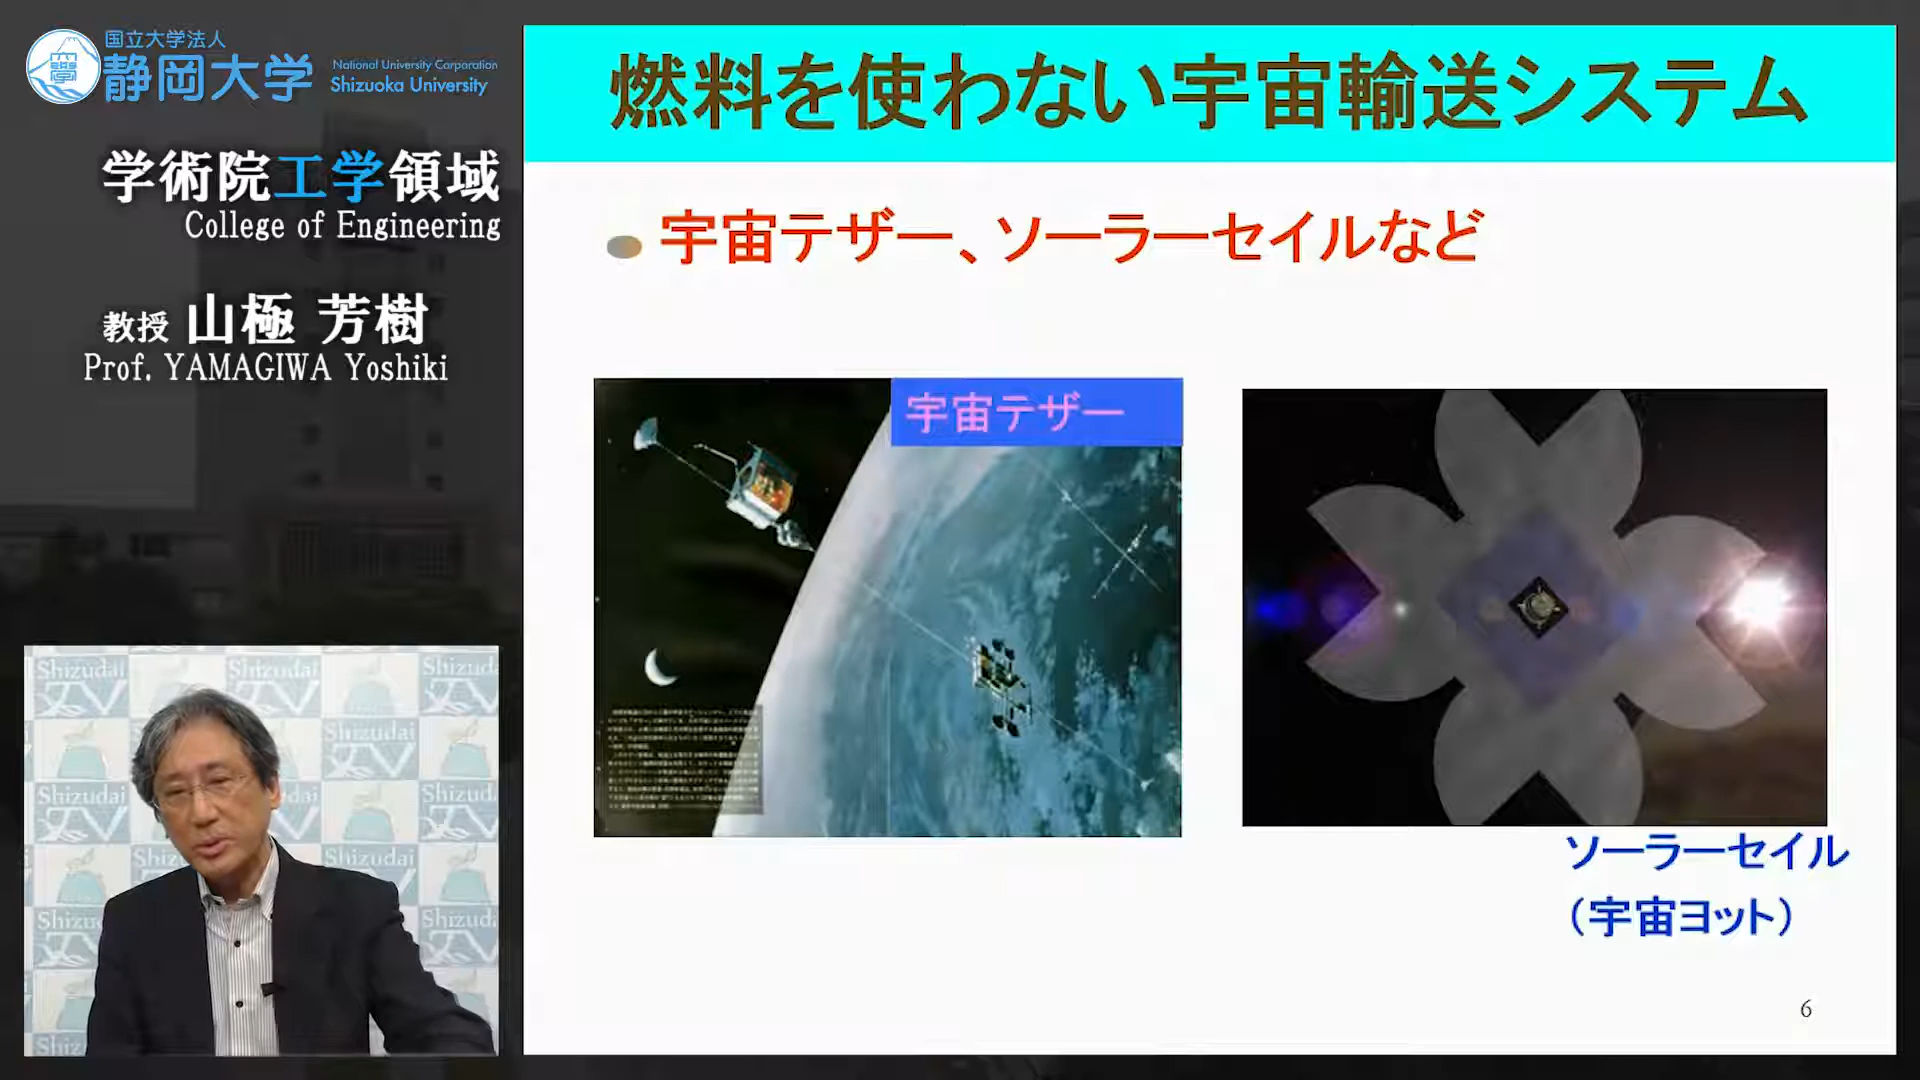 国立大学法人
静岡大学
National University Corporation
Shizuoka University
学術院工学領域
College of Engineering
教授 山極 芳樹
Prof. YAMAGIWA Yoshiki
燃料を使わない宇宙輸送システム
宇宙テザー、ソーラーセイルなど
宇宙テザー
ソーラーセイル
（宇宙ヨット）
6
Shizudai
TV